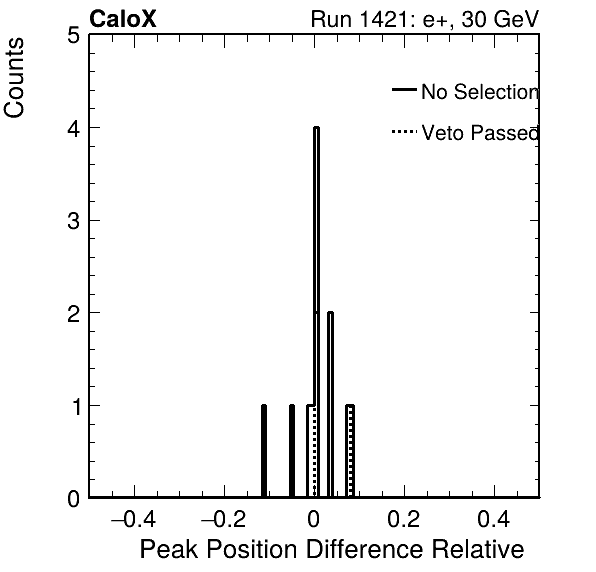 CaloX Run 1421: e+, 30 GeV
Counts
5
No Selection
4
Veto Passed
3
2
1
0
−0.4 −0.2 0 0.2 0.4
Peak Position Difference Relative